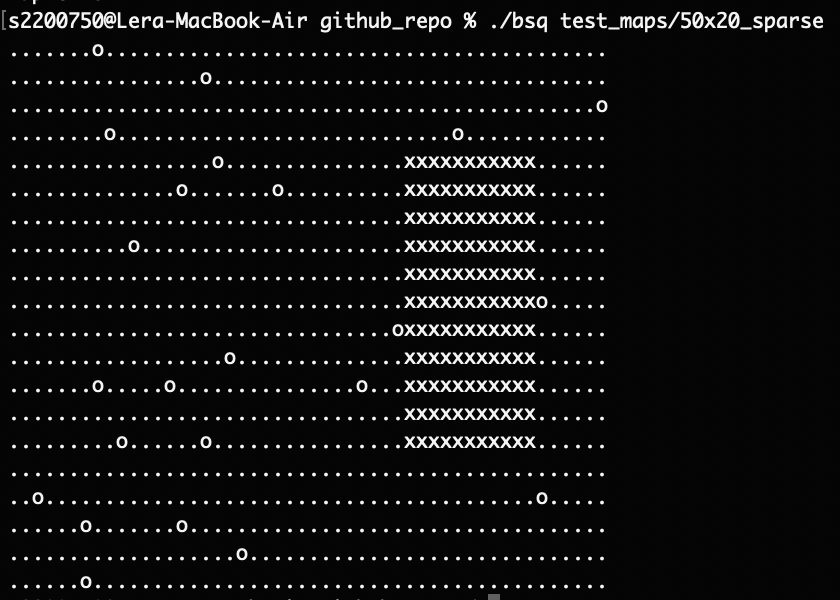 [s2200750@Lera-MacBook-Air github_repo % ./bsq test_maps/50x20_sparse
.......o..........................................
................o.................................
.................................................o
........o............................o............
.................o...............xxxxxxxxxxx......
..............o.......o..........xxxxxxxxxxx......
.................................xxxxxxxxxxx......
..........o......................xxxxxxxxxxx......
.................................xxxxxxxxxxx......
.................................xxxxxxxxxxxo.....
................................oxxxxxxxxxxx......
..................o..............xxxxxxxxxxx......
.......o.....o...............o...xxxxxxxxxxx......
.................................xxxxxxxxxxx......
.........o......o................xxxxxxxxxxx......
..................................................
..o.........................................o.....
......o.......o...................................
...................o..............................
......o...........................................